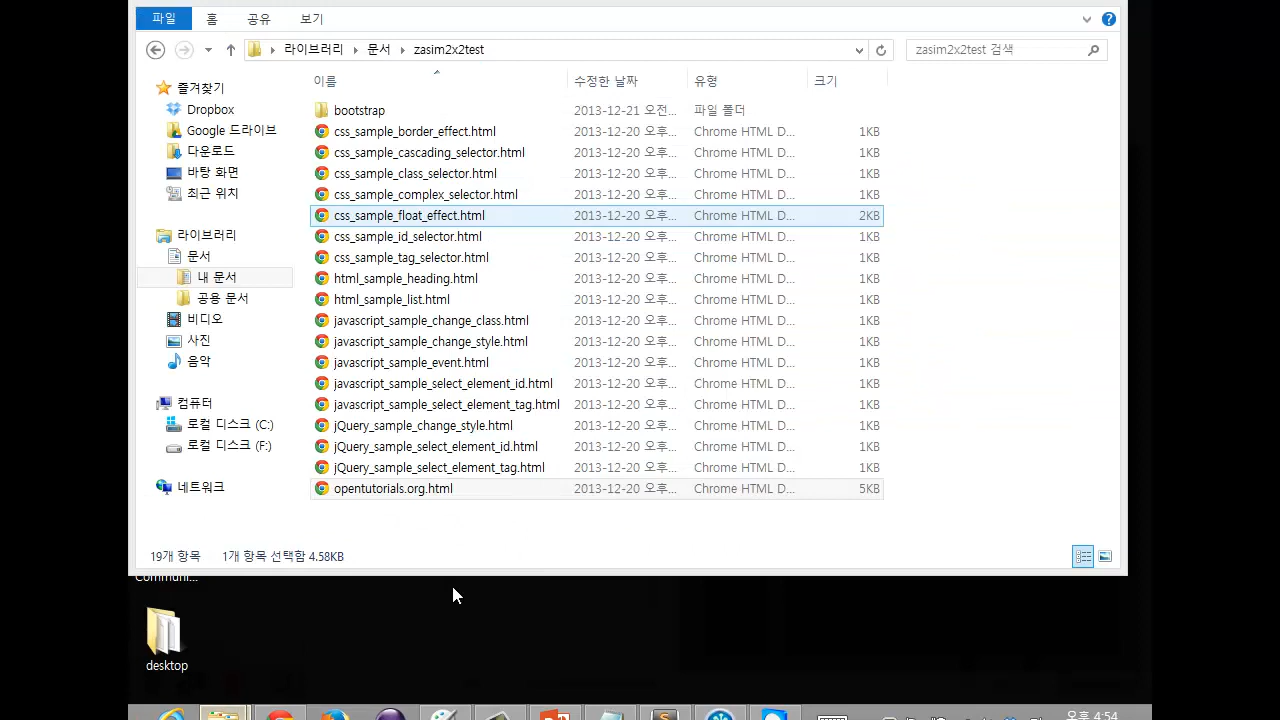 파일 홈 공유 보기
라이브러리 문서 zasim2x2test zasim2x2test 검색
즐겨찾기
Dropbox
Google 드라이브
다운로드
바탕 화면
최근 위치
라이브러리
문서
내 문서
공용 문서
비디오
사진
음악
컴퓨터
로컬 디스크 (C:)
로컬 디스크 (F:)
네트워크
이름 수정한 날짜 유형 크기
bootstrap 2013-12-21 오전... 파일 폴더
css_sample_border_effect.html 2013-12-20 오후... Chrome HTML D... 1KB
css_sample_cascading_selector.html 2013-12-20 오후... Chrome HTML D... 1KB
css_sample_class_selector.html 2013-12-20 오후... Chrome HTML D... 1KB
css_sample_complex_selector.html 2013-12-20 오후... Chrome HTML D... 1KB
css_sample_float_effect.html 2013-12-20 오후... Chrome HTML D... 2KB
css_sample_id_selector.html 2013-12-20 오후... Chrome HTML D... 1KB
css_sample_tag_selector.html 2013-12-20 오후... Chrome HTML D... 1KB
html_sample_heading.html 2013-12-20 오후... Chrome HTML D... 1KB
html_sample_list.html 2013-12-20 오후... Chrome HTML D... 1KB
javascript_sample_change_class.html 2013-12-20 오후... Chrome HTML D... 1KB
javascript_sample_change_style.html 2013-12-20 오후... Chrome HTML D... 1KB
javascript_sample_event.html 2013-12-20 오후... Chrome HTML D... 1KB
javascript_sample_select_element_id.html 2013-12-20 오후... Chrome HTML D... 1KB
javascript_sample_select_element_tag.html 2013-12-20 오후... Chrome HTML D... 1KB
jQuery_sample_change_style.html 2013-12-20 오후... Chrome HTML D... 1KB
jQuery_sample_select_element_id.html 2013-12-20 오후... Chrome HTML D... 1KB
jQuery_sample_select_element_tag.html 2013-12-20 오후... Chrome HTML D... 1KB
opentutorials.org.html 2013-12-20 오후... Chrome HTML D... 5KB
19개 항목 1개 항목 선택함 4.58KB
Communi...
desktop
오후 4:54